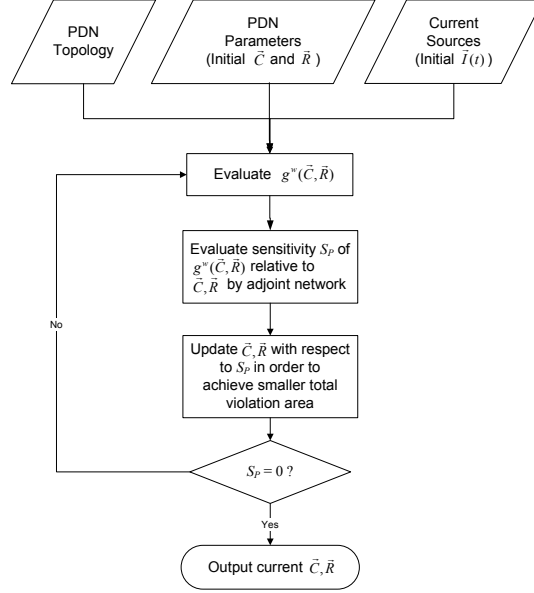 PDN
Topology
PDN
Parameters
(Initial C⃗ and R⃗ )
Current
Sources
(Initial I⃗(t) )
Evaluate gʷ(C⃗,R⃗)
Evaluate sensitivity S_P of
gʷ(C⃗,R⃗) relative to
C⃗,R⃗ by adjoint network
No
Update C⃗,R⃗ with respect
to S_P in order to
achieve smaller total
violation area
S_P = 0 ?
Yes
Output current C⃗,R⃗